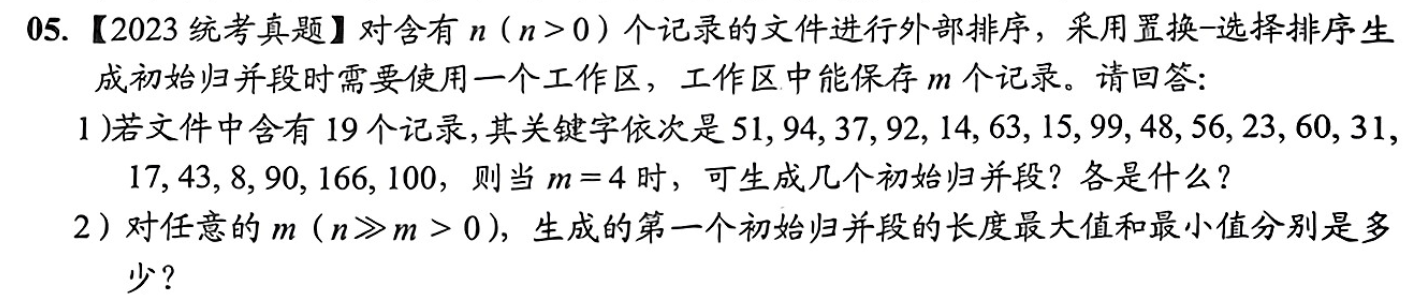 05.【2023 统考真题】对含有 n（n > 0）个记录的文件进行外部排序，采用置换–选择排序生
成初始归并段时需要使用一个工作区，工作区中能保存 m 个记录。请回答：
1）若文件中含有 19 个记录，其关键字依次是 51, 94, 37, 92, 14, 63, 15, 99, 48, 56, 23, 60, 31,
17, 43, 8, 90, 166, 100，则当 m = 4 时，可生成几个初始归并段？各是什么？
2）对任意的 m（n≫m > 0），生成的第一个初始归并段的长度最大值和最小值分别是多
少？